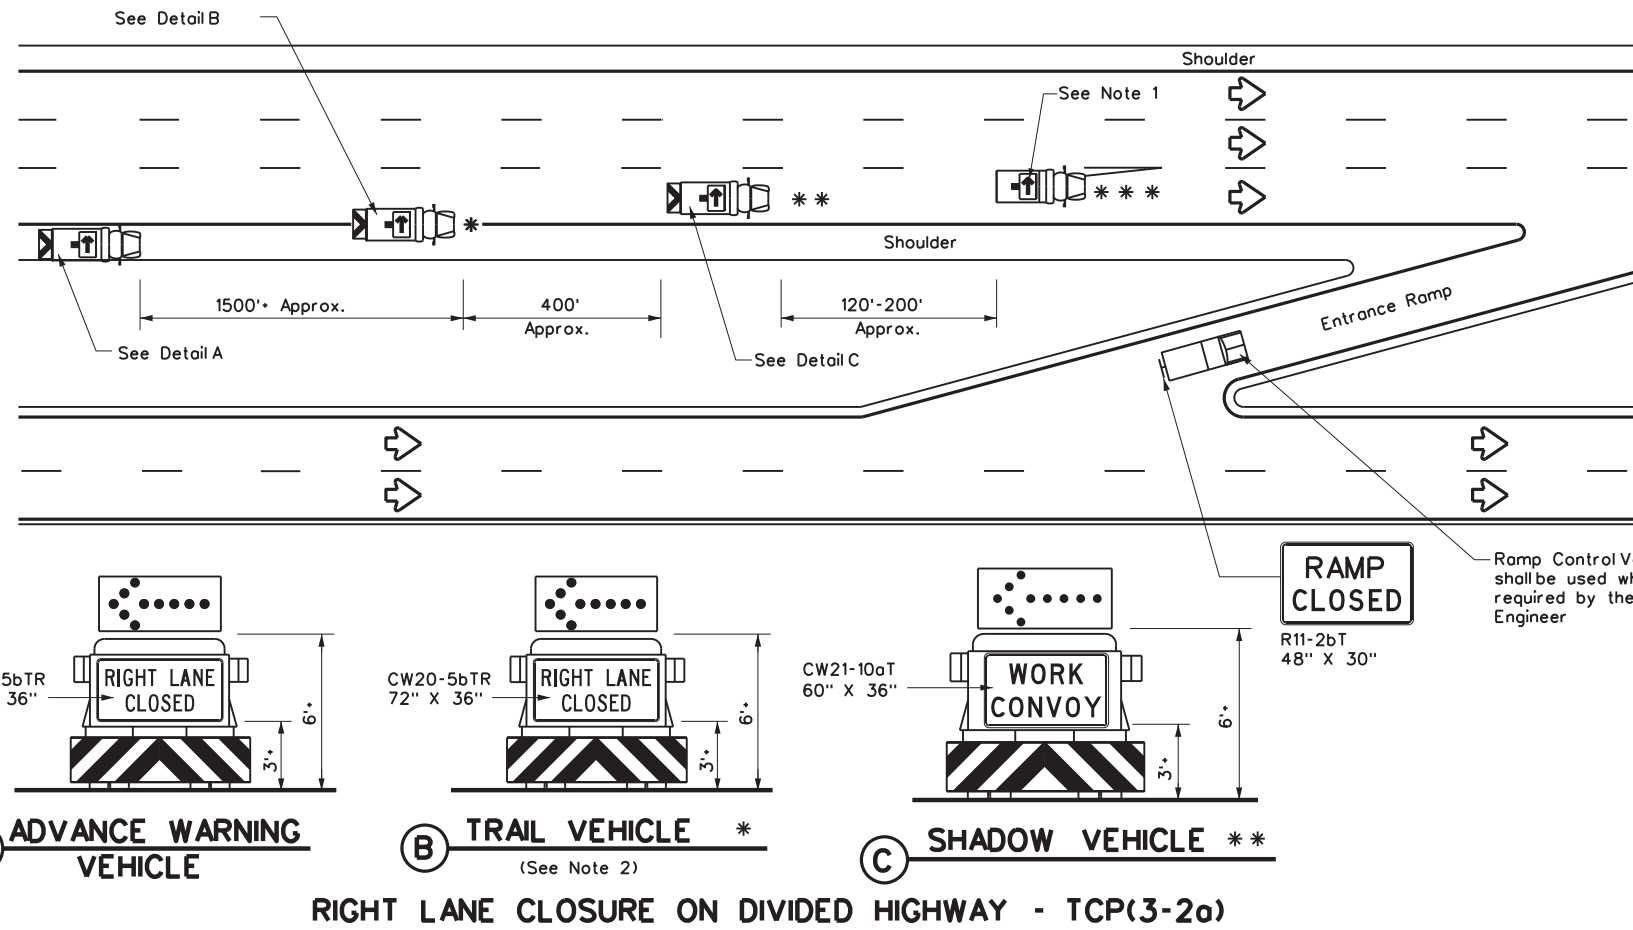 See Detail B
Shoulder
See Note 1
* *
* * *
*
Shoulder
1500'+ Approx.
400'
Approx.
120'-200'
Approx.
Entrance Ramp
See Detail A
See Detail C
RAMP
CLOSED
R11-2bT
48" X 30"
Ramp Control
shall be used
required by the
Engineer
5bTR
36"
RIGHT LANE
CLOSED
6'+
3'+
CW20-5bTR
72" X 36"
RIGHT LANE
CLOSED
6'+
3'+
CW21-10aT
60" X 36"
WORK
CONVOY
6'+
3'+
ADVANCE WARNING
VEHICLE
B TRAIL VEHICLE *
(See Note 2)
C SHADOW VEHICLE * *
RIGHT LANE CLOSURE ON DIVIDED HIGHWAY - TCP(3-2a)